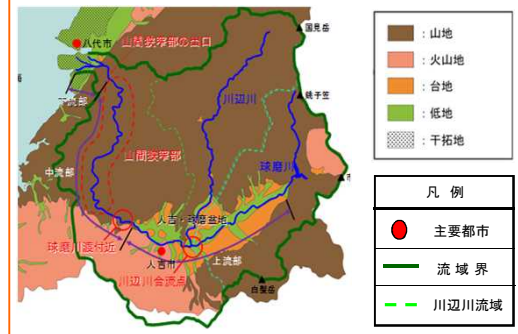 国見岳
八代市
山間狭窄部の出口
川辺川
銚子笠
下流部
山間狭窄部
球磨川
中流部
人吉・球磨盆地
球磨川渡付近
人吉市
上流部
川辺川合流点
白髪岳
：山地
：火山地
：台地
：低地
：干拓地
凡例
主要都市
流域界
川辺川流域